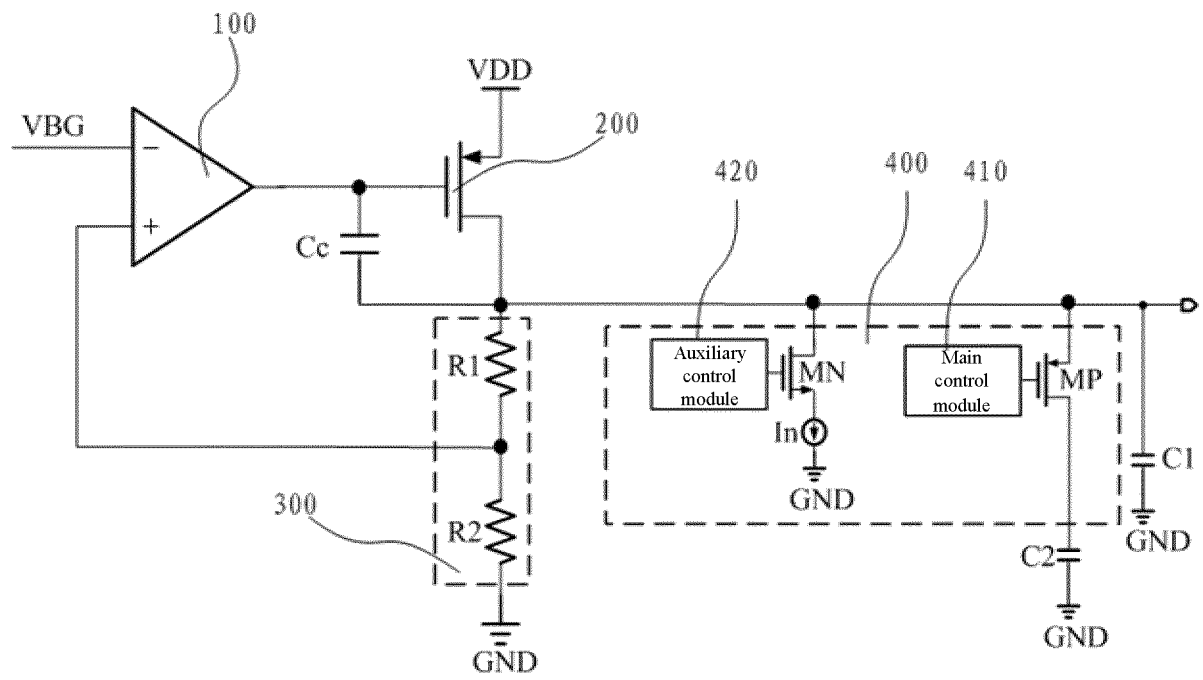 100
VDD
VBG
200
−
420
400
410
+
Cc
R1
Auxiliary
control
module
MN
Main
control
module
MP
In
GND
C1
GND
300
R2
C2
GND
GND